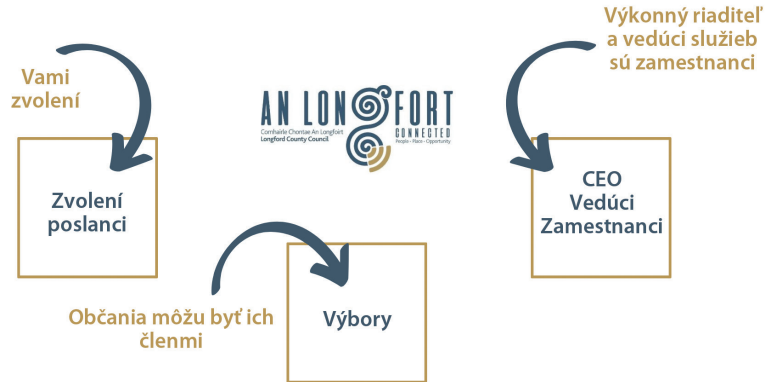 Vami
zvolení
Zvolení
poslanci
AN LONGFORT
Comhairle Chontae An Longfoirt
Longford County Council
CONNECTED
People - Place - Opportunity
Výkonný riaditeľ
a vedúci služieb
sú zamestnanci
CEO
Vedúci
Zamestnanci
Občania môžu byť ich
členmi
Výbory